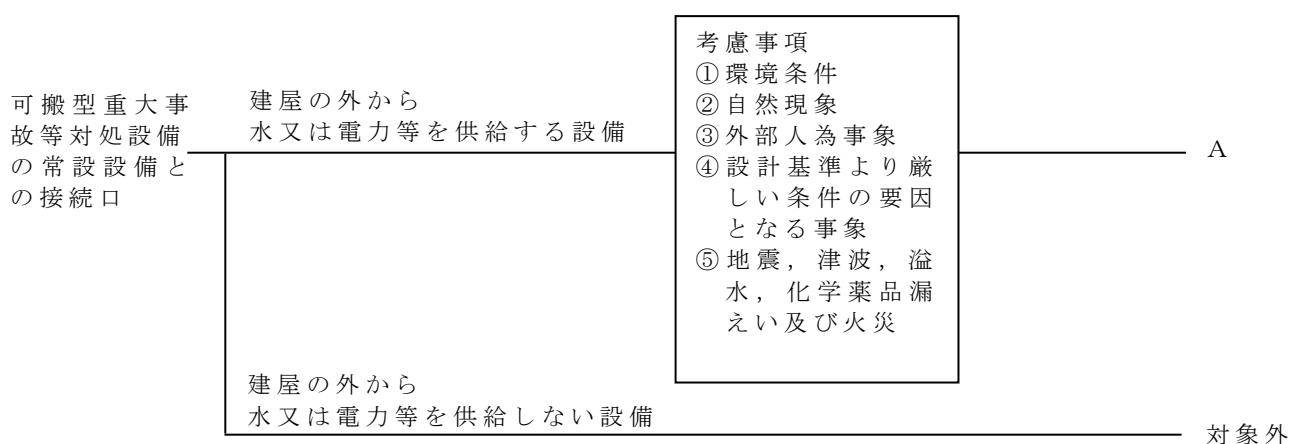 可搬型重大事
故等対処設備
の常設設備と
の接続口
建屋の外から
水又は電力等を供給する設備
考慮事項
①環境条件
②自然現象
③外部人為事象
④設計基準より厳
しい条件の要因
となる事象
⑤地震，津波，溢
水，化学薬品漏
えい及び火災
A
建屋の外から
水又は電力等を供給しない設備
対象外